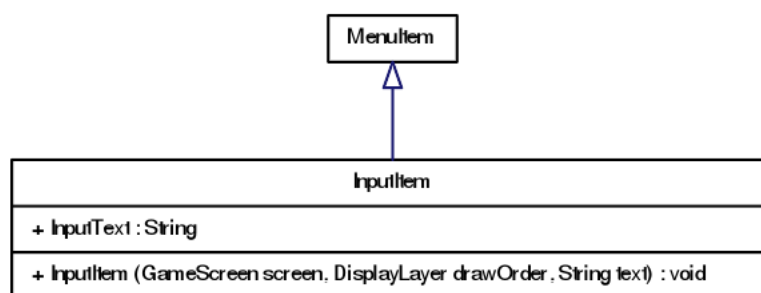 MenuItem
InputItem
+ InputText : String
+ InputItem (GameScreen screen, DisplayLayer drawOrder, String text) : void